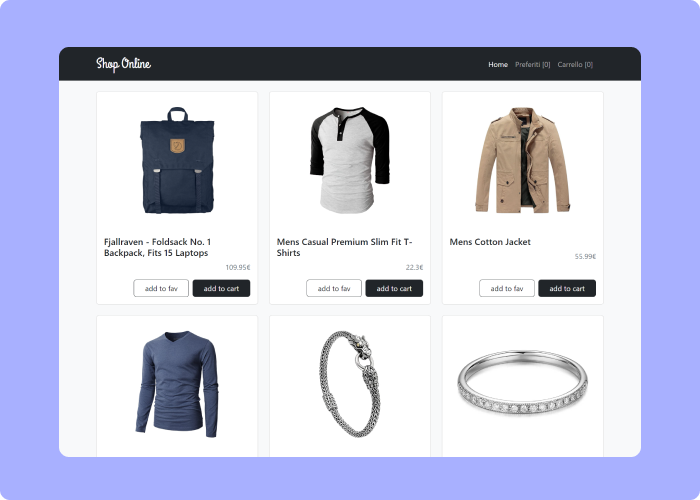 Shop Online
Home Preferiti [0] Carrello [0]
Fjallraven - Foldsack No. 1
Backpack, Fits 15 Laptops
109.95€
add to fav add to cart
Mens Casual Premium Slim Fit T-
Shirts
22.3€
add to fav add to cart
Mens Cotton Jacket
55.99€
add to fav add to cart